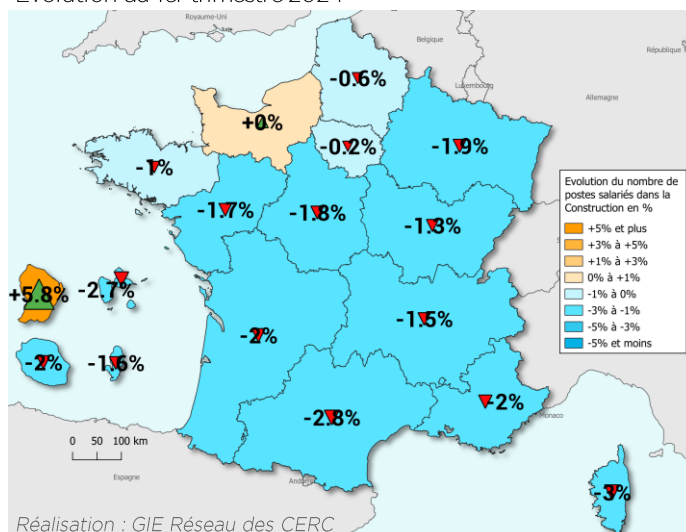 Evolution du 1er trimestre 2024
Royaume-Uni
Belgique
République T
Luxembourg
Allemagne
-0.6%
+0%
-0.2%
-1.9%
-1%
-1.7%
-1.8%
-1.3%
Evolution du nombre de
postes salariés dans la
Construction en %
+5% et plus
+3% à +5%
+1% à +3%
0% à +1%
-1% à 0%
-3% à -1%
-5% à -3%
-5% et moins
+5.8%
-2.7%
-2%
-1.6%
-2%
-1.5%
-2.8%
-2%
Monaco
0 50 100 km
Espagne
Andorre
-3%
Réalisation : GIE Réseau des CERC